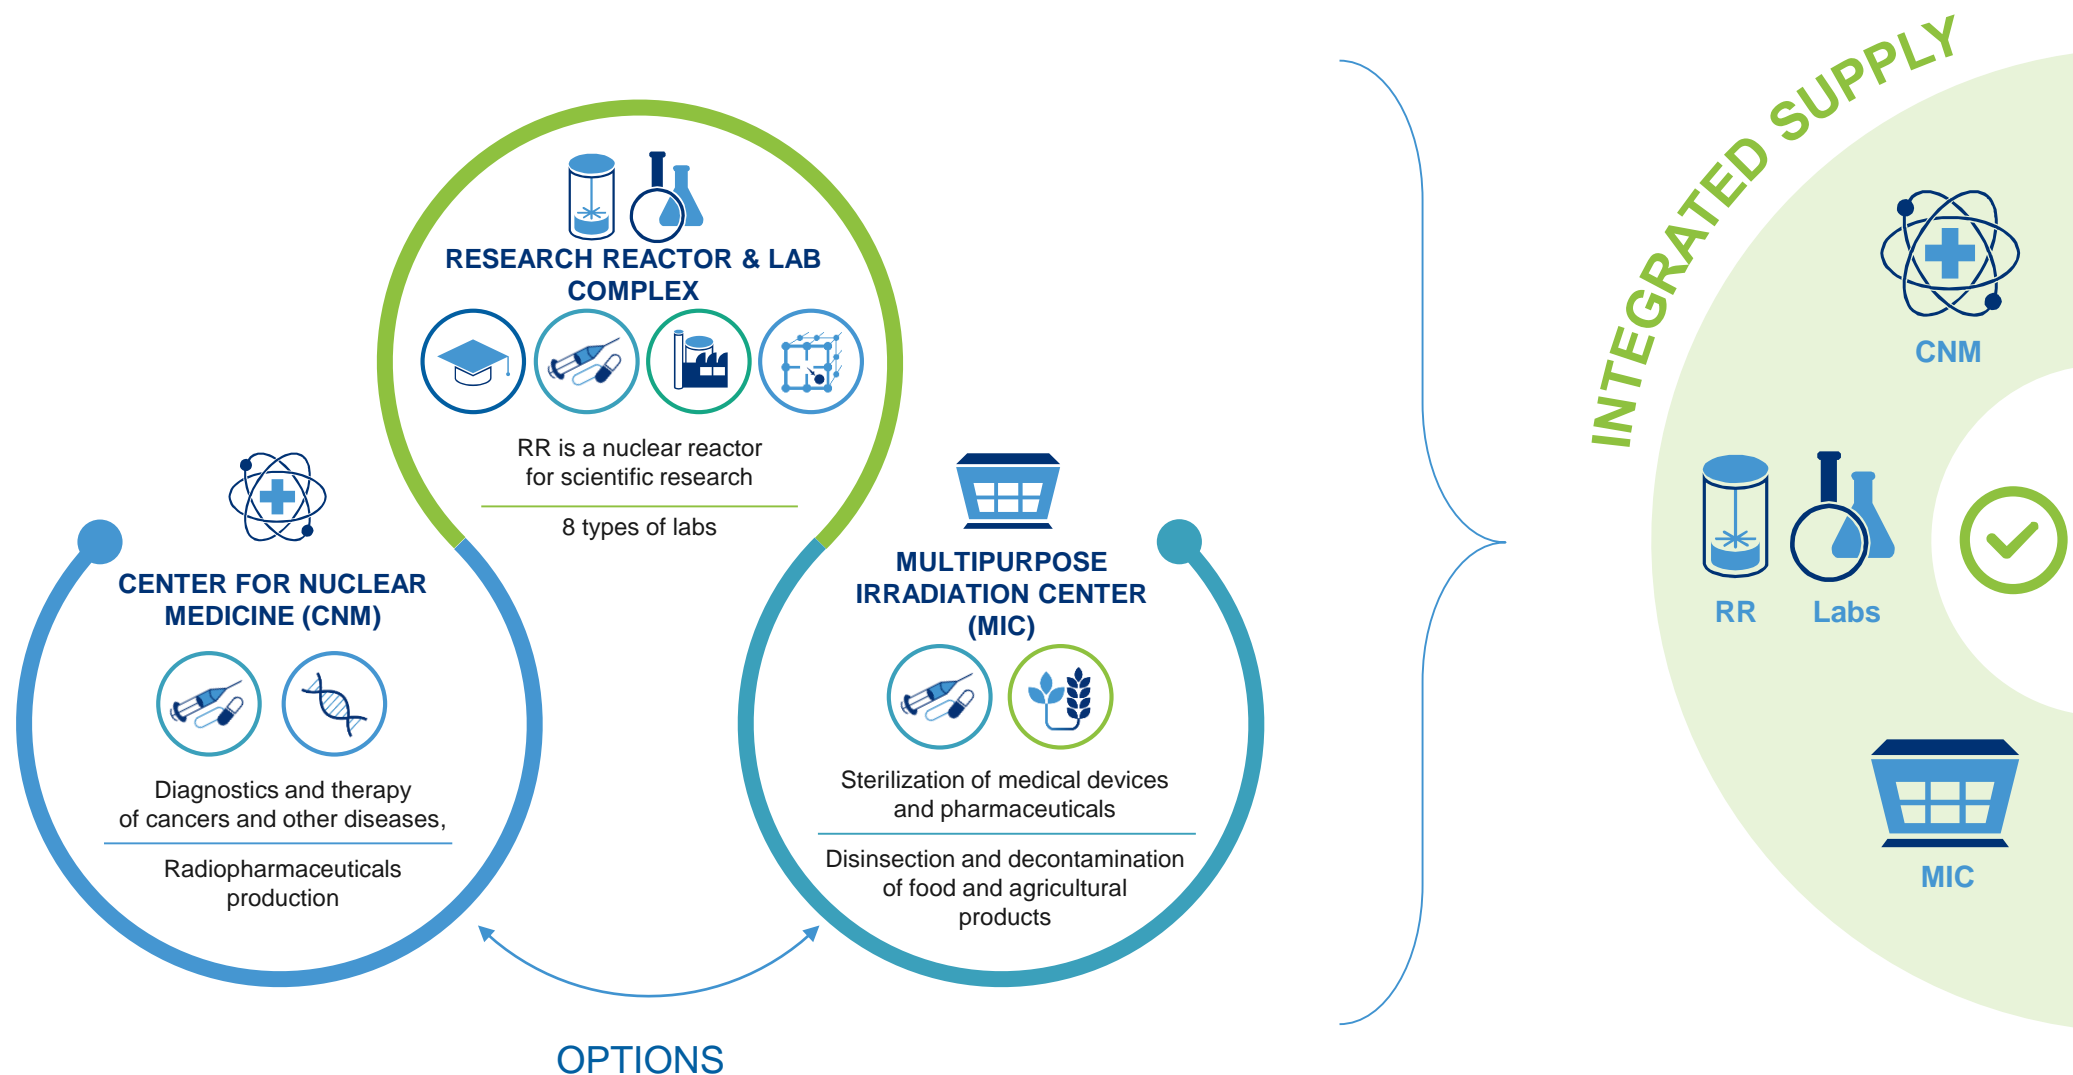 RESEARCH REACTOR & LAB
COMPLEX
RR is a nuclear reactor
for scientific research
8 types of labs
CENTER FOR NUCLEAR
MEDICINE (CNM)
Diagnostics and therapy
of cancers and other diseases,
Radiopharmaceuticals
production
MULTIPURPOSE
IRRADIATION CENTER
(MIC)
Sterilization of medical devices
and pharmaceuticals
Disinsection and decontamination
of food and agricultural
products
OPTIONS
INTEGRATED SUPPLY
CNM
RR
Labs
MIC